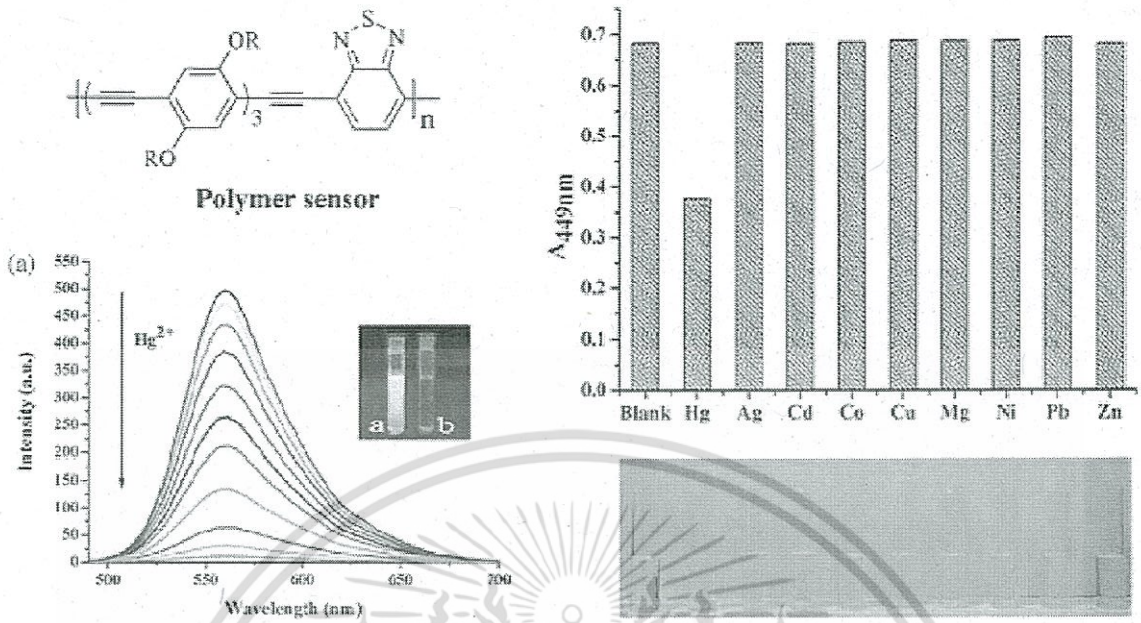 S
N N
OR
3
n
RO
Polymer sensor
(a)
550
500
450
400
350
300
250
200
150
100
50
0
Intensity (a.u.)
Hg²⁺
a b
500 550 600 650 700
Wavelength (nm)
0.7
0.6
0.5
0.4
0.3
0.2
0.1
0.0
A449nm
Blank Hg Ag Cd Co Cu Mg Ni Pb Zn